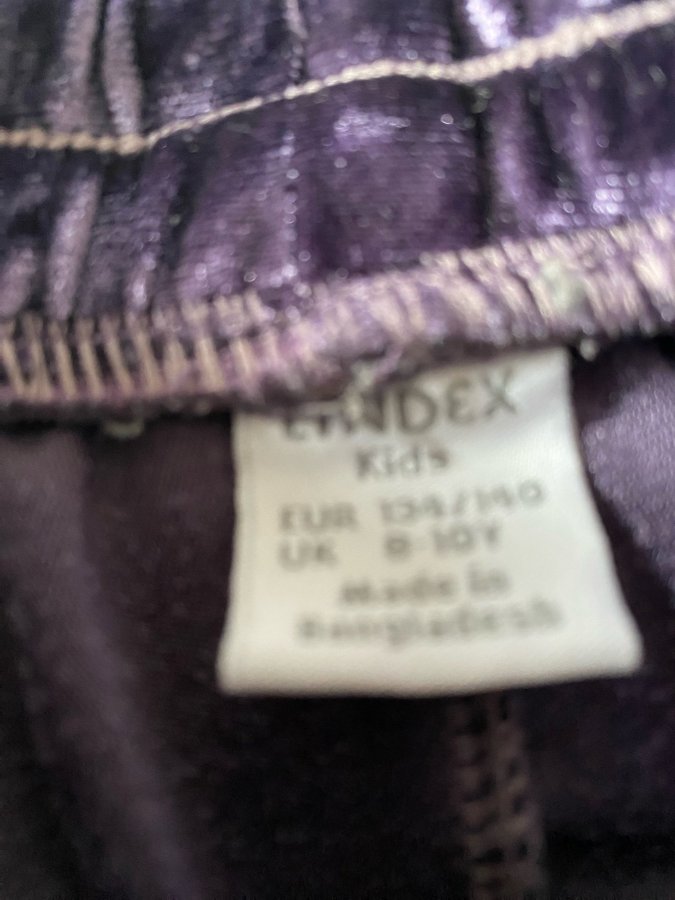 LINDEX
Kids
EUR 134/140
UK 8-10Y
Made in
Bangladesh